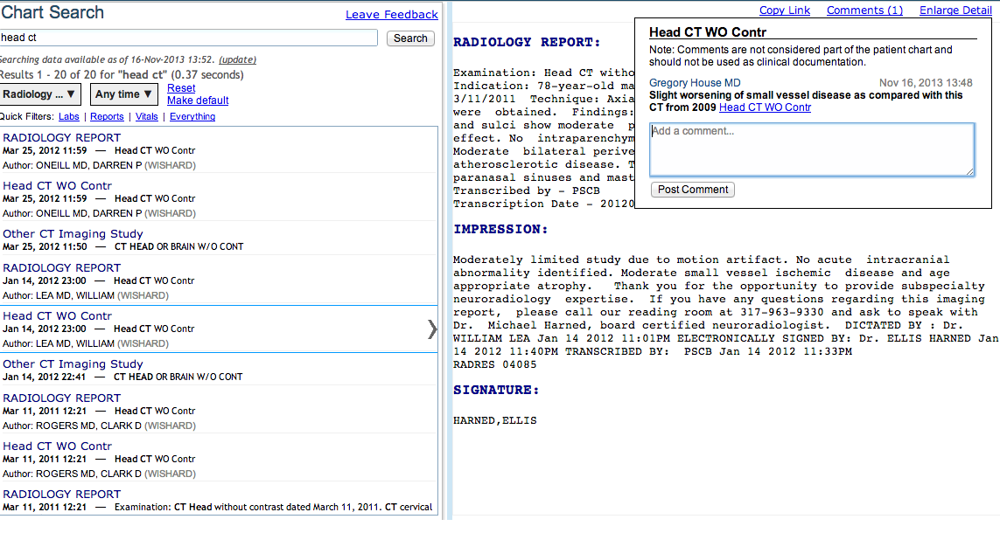 Chart Search
Leave Feedback
head ct
Search
Searching data available as of 16-Nov-2013 13:52. (update)
Results 1 - 20 of 20 for "head ct" (0.37 seconds)
Radiology ... ▼ Any time ▼ Reset
Make default
Quick Filters: Labs | Reports | Vitals | Everything
RADIOLOGY REPORT
Mar 25, 2012 11:59 — Head CT WO Contr
Author: ONEILL MD, DARREN P (WISHARD)
Head CT WO Contr
Mar 25, 2012 11:59 — Head CT WO Contr
Author: ONEILL MD, DARREN P (WISHARD)
Other CT Imaging Study
Mar 25, 2012 11:50 — CT HEAD OR BRAIN W/O CONT
RADIOLOGY REPORT
Jan 14, 2012 23:00 — Head CT WO Contr
Author: LEA MD, WILLIAM (WISHARD)
Head CT WO Contr
Jan 14, 2012 23:00 — Head CT WO Contr
Author: LEA MD, WILLIAM (WISHARD)
Other CT Imaging Study
Jan 14, 2012 22:41 — CT HEAD OR BRAIN W/O CONT
RADIOLOGY REPORT
Mar 11, 2011 12:21 — Head CT WO Contr
Author: ROGERS MD, CLARK D (WISHARD)
Head CT WO Contr
Mar 11, 2011 12:21 — Head CT WO Contr
Author: ROGERS MD, CLARK D (WISHARD)
RADIOLOGY REPORT
Mar 11, 2011 12:21 — Examination: CT Head without contrast dated March 11, 2011. CT cervical
Copy Link Comments (1) Enlarge Detail
RADIOLOGY REPORT:
Examination: Head CT witho
Indication: 78-year-old ma
3/11/2011 Technique: Axia
were obtained. Findings:
and sulci show moderate p
effect. No intraparenchym
Moderate bilateral perive
atherosclerotic disease. T
paranasal sinuses and mast
Transcribed by - PSCB
Transcription Date - 20120
Head CT WO Contr
Note: Comments are not considered part of the patient chart and
should not be used as clinical documentation.
Gregory House MD Nov 16, 2013 13:48
Slight worsening of small vessel disease as compared with this
CT from 2009 Head CT WO Contr
Add a comment...
Post Comment
IMPRESSION:
Moderately limited study due to motion artifact. No acute intracranial
abnormality identified. Moderate small vessel ischemic disease and age
appropriate atrophy. Thank you for the opportunity to provide subspecialty
neuroradiology expertise. If you have any questions regarding this imaging
report, please call our reading room at 317-963-9330 and ask to speak with
Dr. Michael Harned, board certified neuroradiologist. DICTATED BY : Dr.
WILLIAM LEA Jan 14 2012 11:01PM ELECTRONICALLY SIGNED BY: Dr. ELLIS HARNED Jan
14 2012 11:40PM TRANSCRIBED BY: PSCB Jan 14 2012 11:33PM
RADRES 04085
SIGNATURE:
HARNED,ELLIS